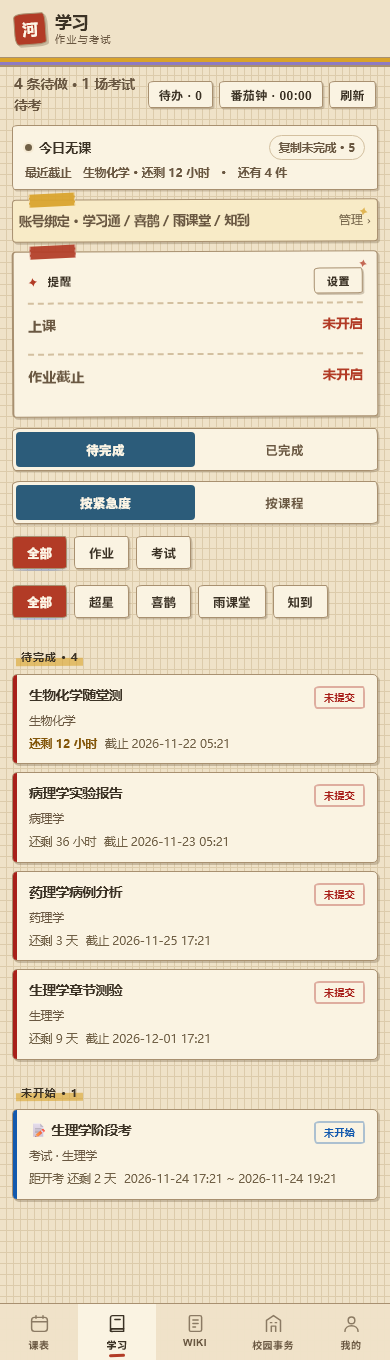 河 学习
作业与考试
4 条待做 • 1 场考试
待考
待办 · 0 番茄钟 · 00:00 刷新
今日无课 复制未完成 • 5
最近截止 生物化学 • 还剩 12 小时 • 还有 4 件
账号绑定 • 学习通 / 喜鹊 / 雨课堂 / 知到 管理 ›
提醒 设置
上课 未开启
作业截止 未开启
待完成 已完成
按紧急度 按课程
全部 作业 考试
全部 超星 喜鹊 雨课堂 知到
待完成 • 4
生物化学随堂测 未提交
生物化学
还剩 12 小时 截止 2026-11-22 05:21
病理学实验报告 未提交
病理学
还剩 36 小时 截止 2026-11-23 05:21
药理学病例分析 未提交
药理学
还剩 3 天 截止 2026-11-25 17:21
生理学章节测验 未提交
生理学
还剩 9 天 截止 2026-12-01 17:21
未开始 • 1
生理学阶段考 未开始
考试 · 生理学
距开考 还剩 2 天 2026-11-24 17:21 ~ 2026-11-24 19:21
课表 学习 WIKI 校园事务 我的